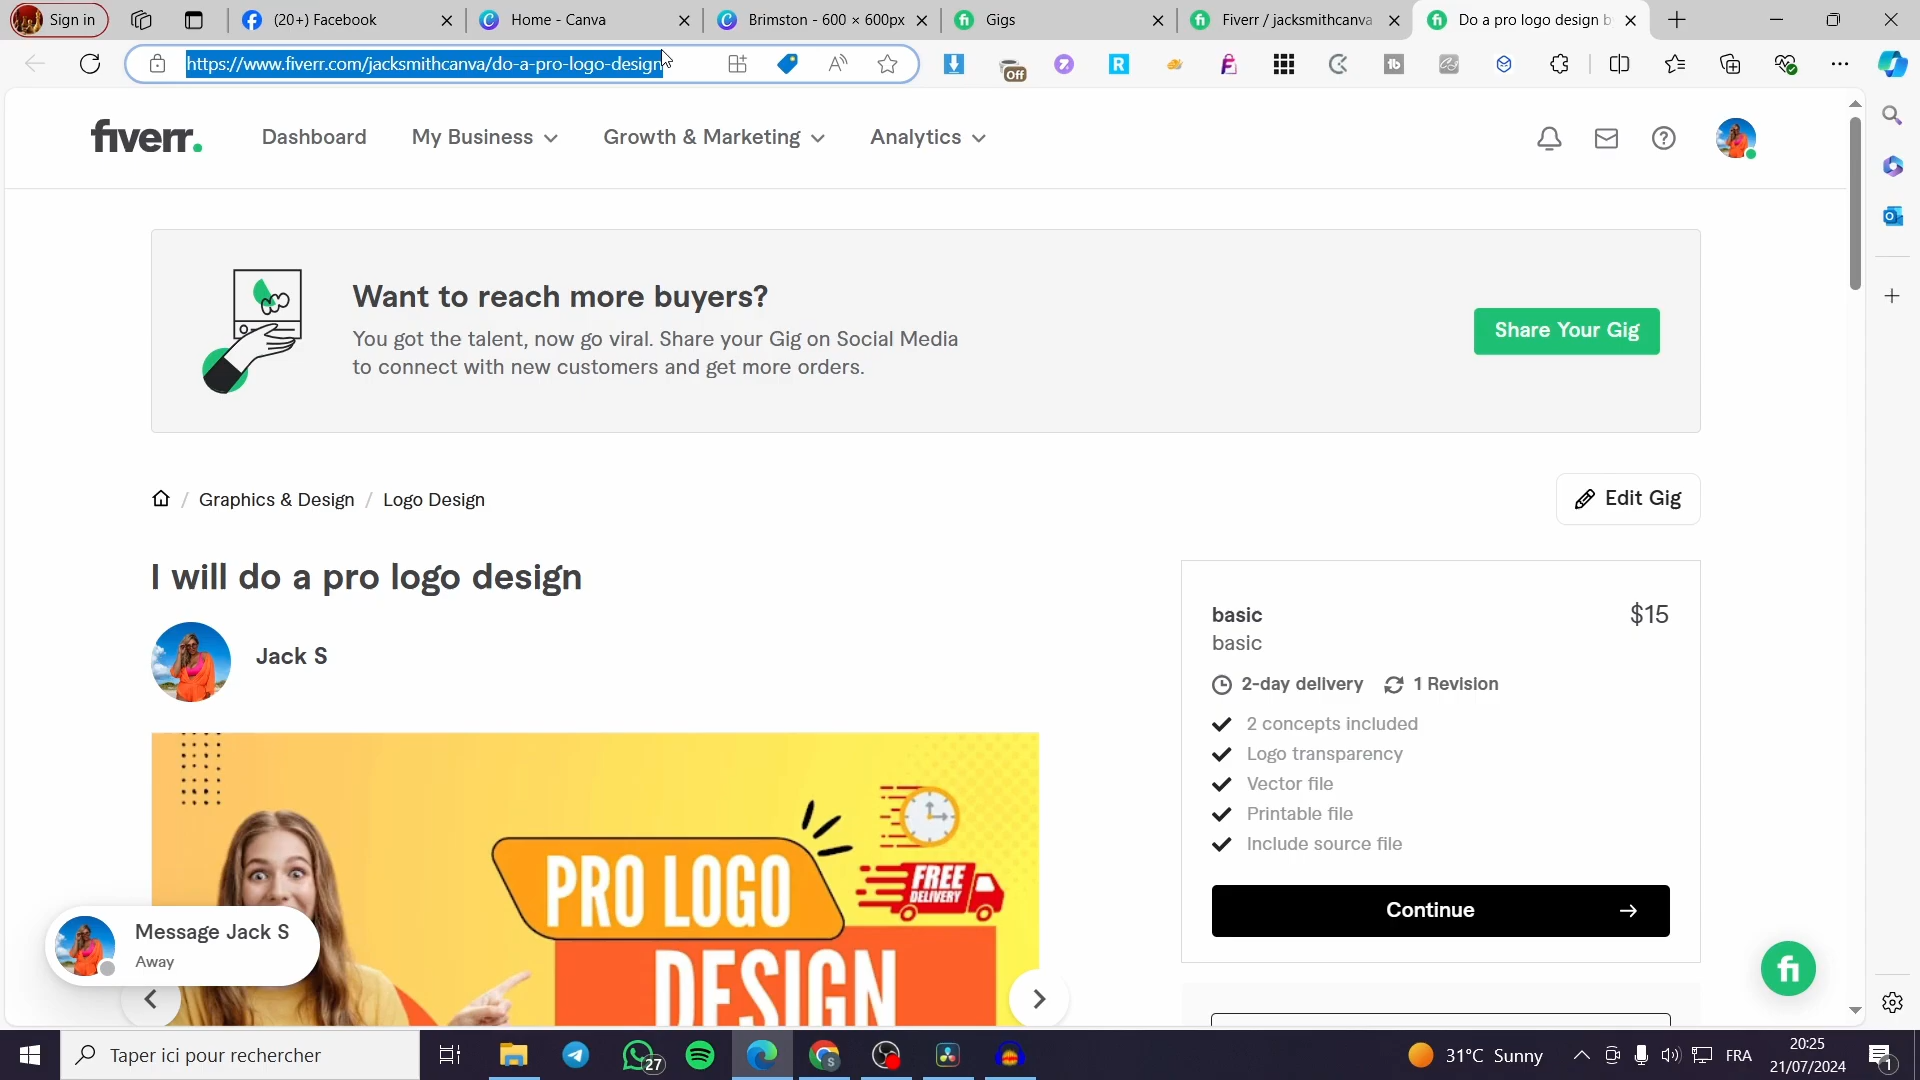 Sign in
(20+) Facebook
Home - Canva
Brimston - 600 × 600px
Gigs
Fiverr / jacksmithcanva
Do a pro logo design b
https://www.fiverr.com/jacksmithcanva/do-a-pro-logo-design
Off
fiverr.
Dashboard
My Business
Growth & Marketing
Analytics
Want to reach more buyers?
You got the talent, now go viral. Share your Gig on Social Media
to connect with new customers and get more orders.
Share Your Gig
/ Graphics & Design / Logo Design
Edit Gig
I will do a pro logo design
Jack S
basic
$15
basic
2-day delivery
1 Revision
2 concepts included
Logo transparency
Vector file
Printable file
Include source file
Continue
PRO LOGO
DESIGN
FREE
DELIVERY
Message Jack S
Away
fi
Taper ici pour rechercher
27
31°C Sunny
FRA
20:25
21/07/2024
1